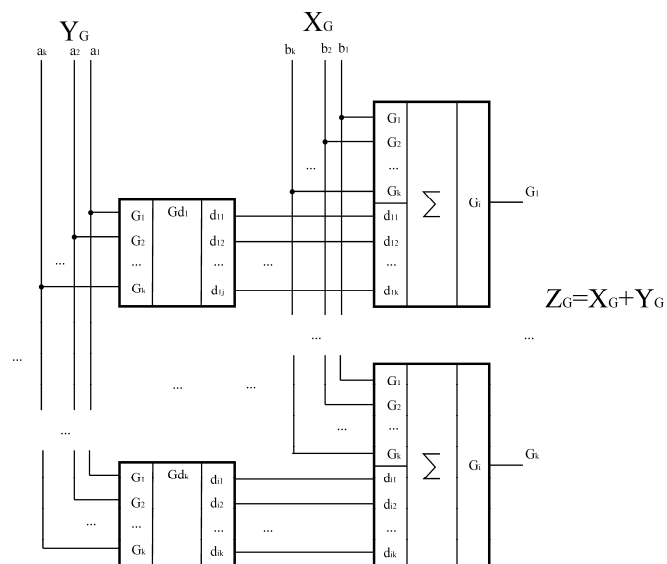 Y_G X_G
a_k a_2 a_1 b_k b_2 b_1
G_1
G_2
... ...
G_k Σ G_i G_1
G_1 Gd_1 d_11 d_11
G_2 d_12 d_12
... ... ... ... ...
G_k d_1j d_1k
Z_G=X_G+Y_G
... ...
... ... ...
G_1
G_2
... ...
...
G_k Σ G_i G_k
G_1 Gd_k d_i1 d_i1
G_2 d_i2 d_i2
... ... ... ... ...
G_k d_ik d_ik